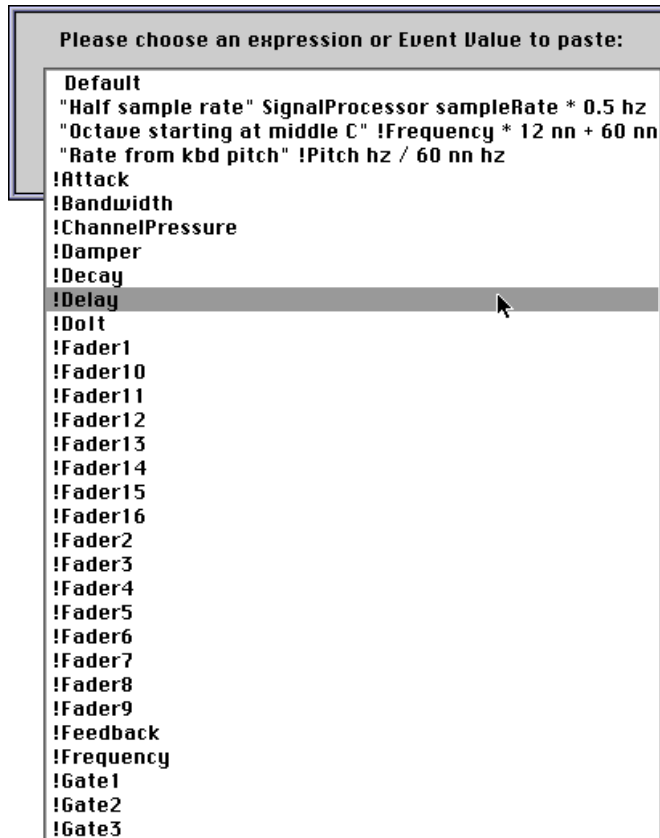 Please choose an expression or Event Value to paste:
Default
"Half sample rate" SignalProcessor sampleRate * 0.5 hz
"Octave starting at middle C" !Frequency * 12 nn + 60 nn
"Rate from kbd pitch" !Pitch hz / 60 nn hz
!Attack
!Bandwidth
!ChannelPressure
!Damper
!Decay
!Delay
!DoIt
!Fader1
!Fader10
!Fader11
!Fader12
!Fader13
!Fader14
!Fader15
!Fader16
!Fader2
!Fader3
!Fader4
!Fader5
!Fader6
!Fader7
!Fader8
!Fader9
!Feedback
!Frequency
!Gate1
!Gate2
!Gate3